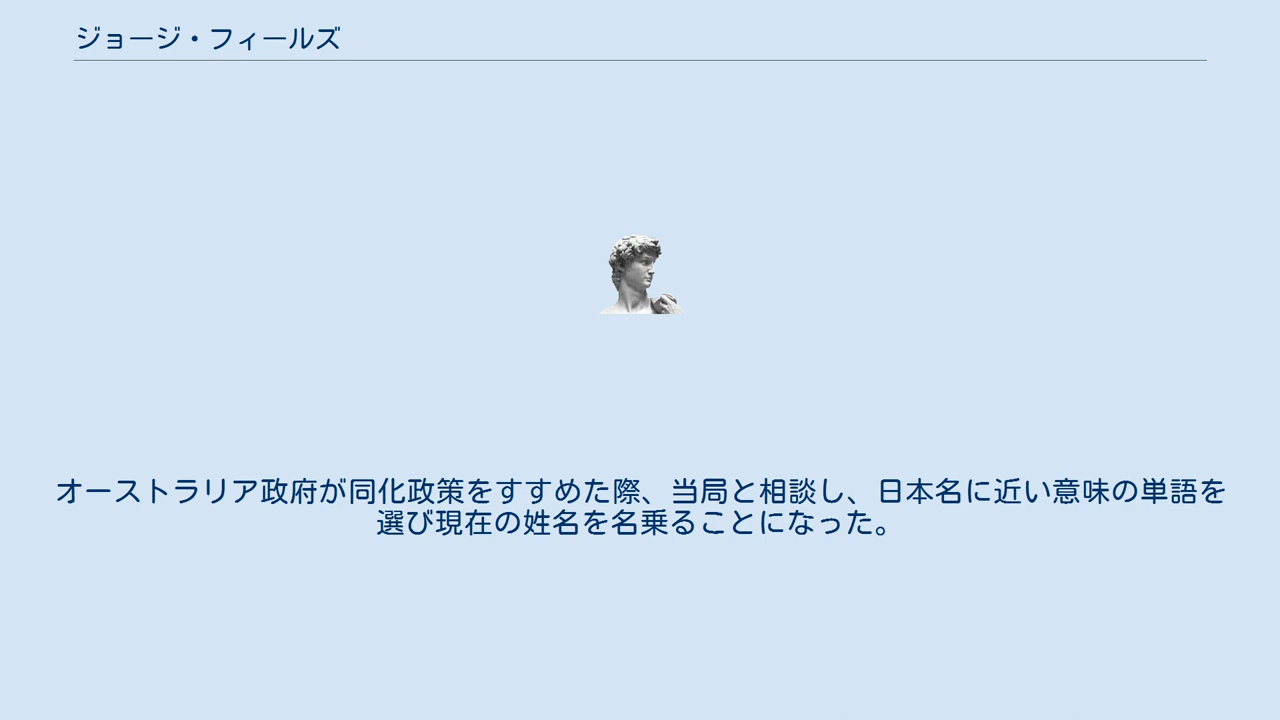 ジョージ・フィールズ
オーストラリア政府が同化政策をすすめた際、当局と相談し、日本名に近い意味の単語を
選び現在の姓名を名乗ることになった。